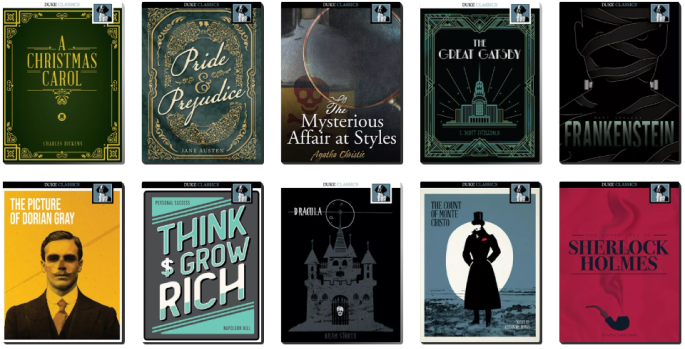 DUKE CLASSICS
A
CHRISTMAS
CAROL
CHARLES DICKENS
DUKE CLASSICS
Pride
&
Prejudice
JANE AUSTEN
DUKE CLASSICS
The
Mysterious
Affair at Styles
Agatha Christie
DUKE CLASSICS
THE
GREAT GATSBY
F. SCOTT FITZGERALD
DUKE CLASSICS
FRANKENSTEIN
DUKE CLASSICS
THE PICTURE
OF DORIAN GRAY
DUKE CLASSICS
PERSONAL SUCCESS
THINK
$ GROW
RICH
NAPOLEON HILL
DUKE CLASSICS
DRACULA
BRAM STOKER
DUKE CLASSICS
THE COUNT
OF MONTE
CRISTO
DUKE CLASSICS
SHERLOCK
HOLMES